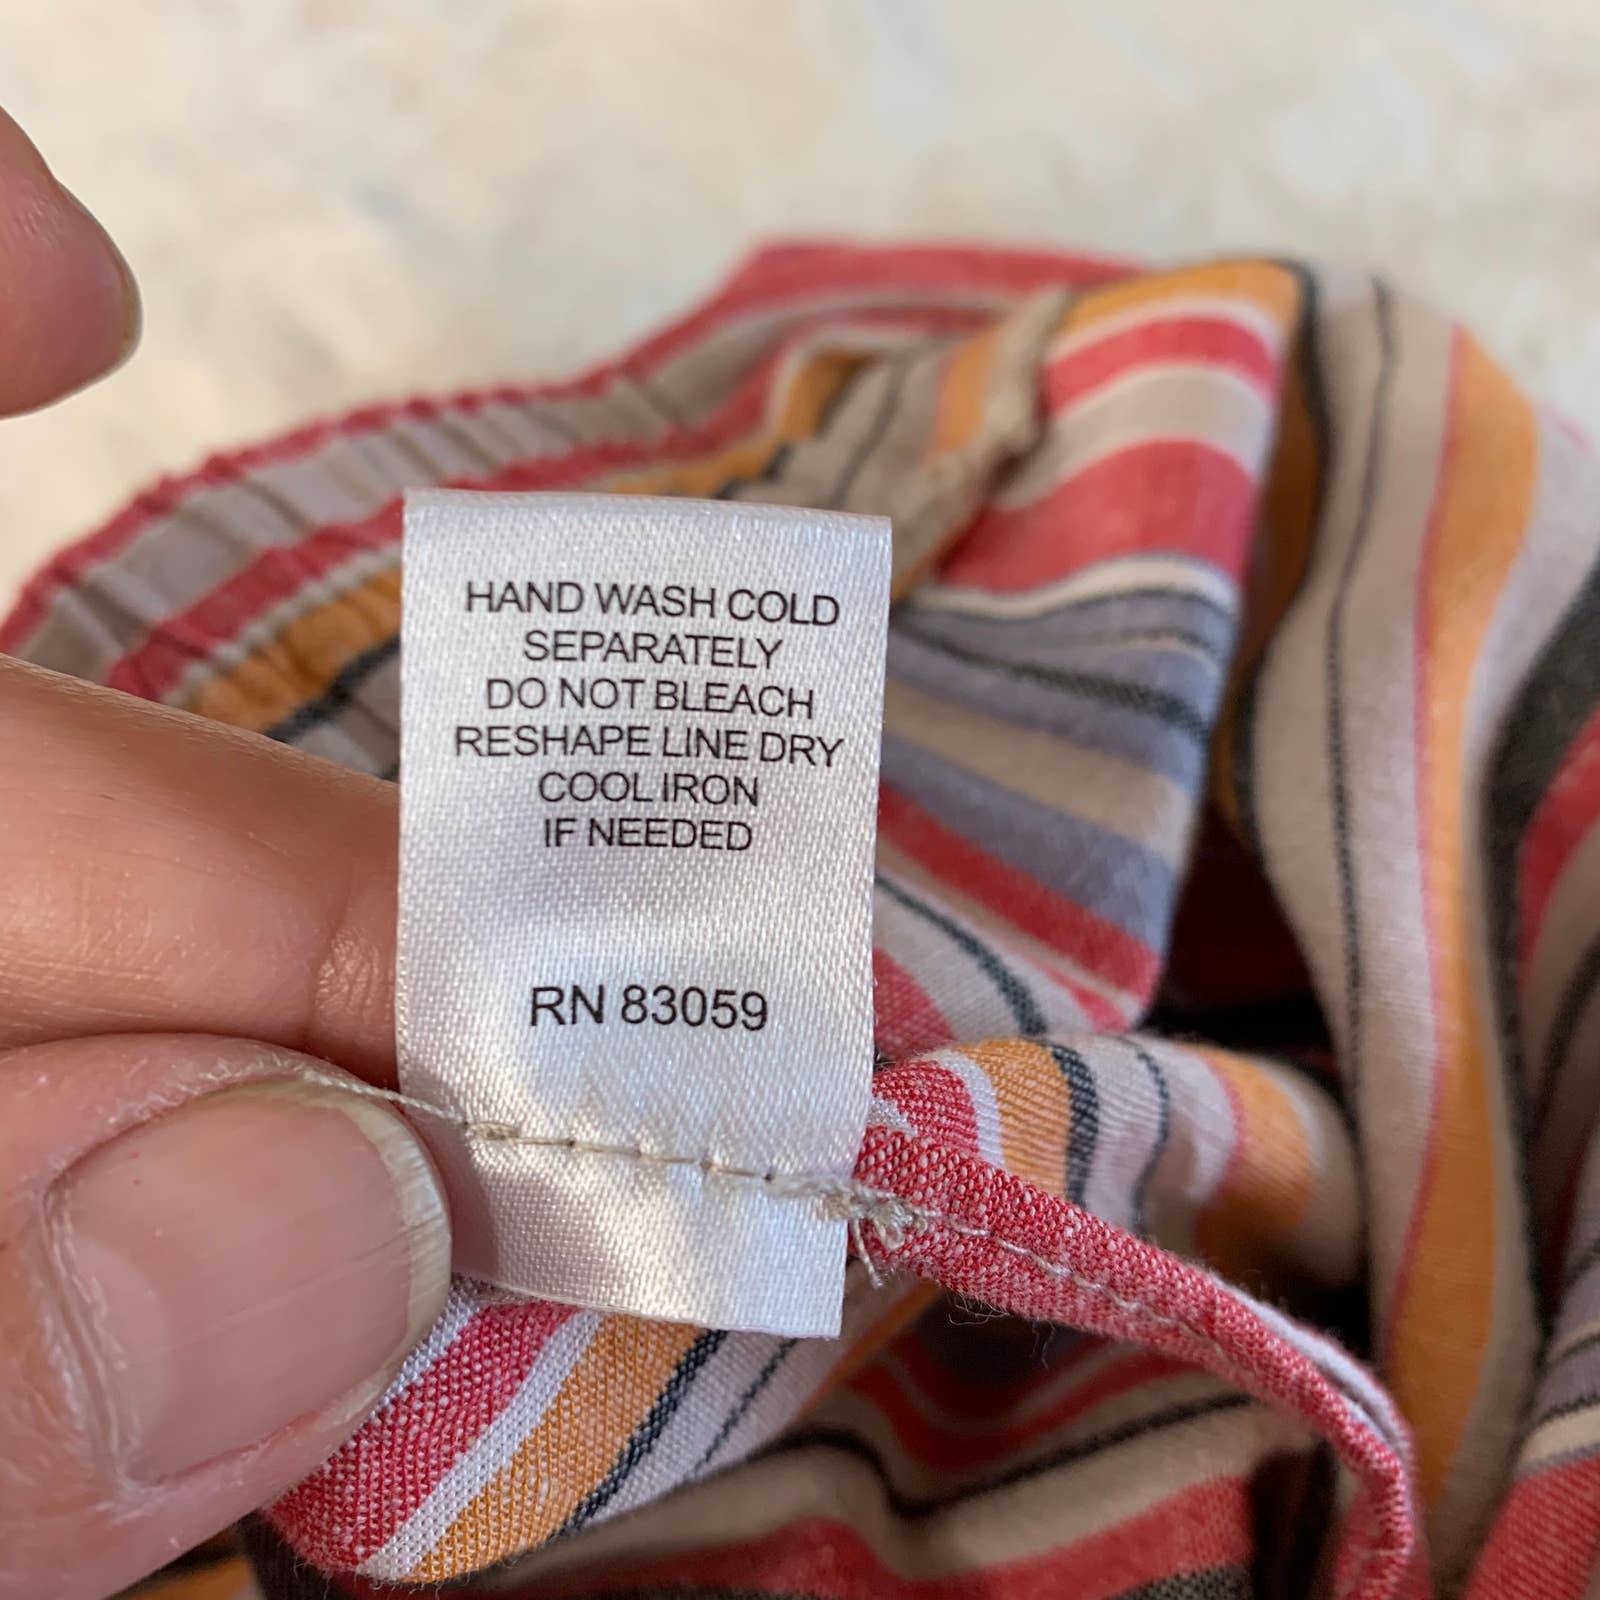 HAND WASH COLD
SEPARATELY
DO NOT BLEACH
RESHAPE LINE DRY
COOL IRON
IF NEEDED
RN 83059